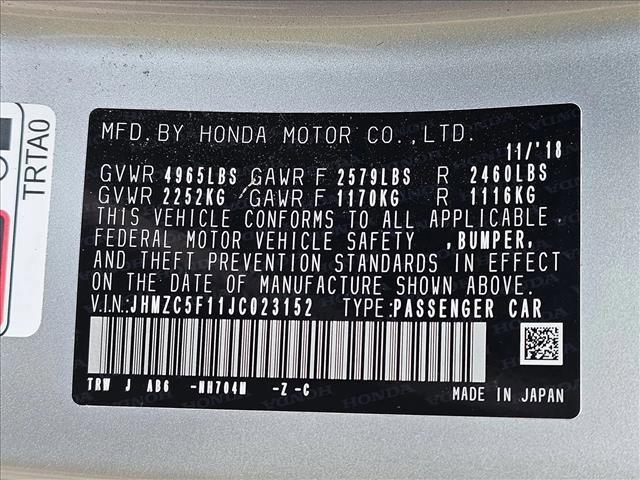 TRTA0
MFD. BY HONDA MOTOR CO., LTD.
11/'18
GVWR 4965LBS GAWR F 2579LBS R 2460LBS
GVWR 2252KG GAWR F 1170KG R 1116KG
THIS VEHICLE CONFORMS TO ALL APPLICABLE
FEDERAL MOTOR VEHICLE SAFETY ,BUMPER,
AND THEFT PREVENTION STANDARDS IN EFFECT
ON THE DATE OF MANUFACTURE SHOWN ABOVE.
V.I.N:JHMZC5F11JC023152 TYPE:PASSENGER CAR
TRW J AB6 -NH704M -Z -C
MADE IN JAPAN